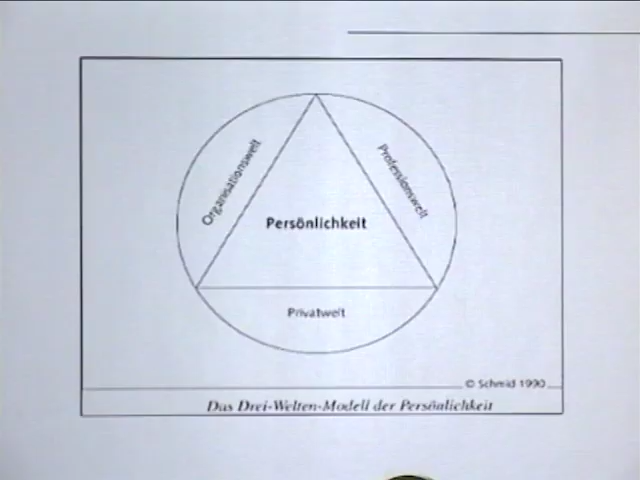 Organisationswelt
Professionswelt
Persönlichkeit
Privatwelt
© Schmid 1990
Das Drei-Welten-Modell der Persönlichkeit